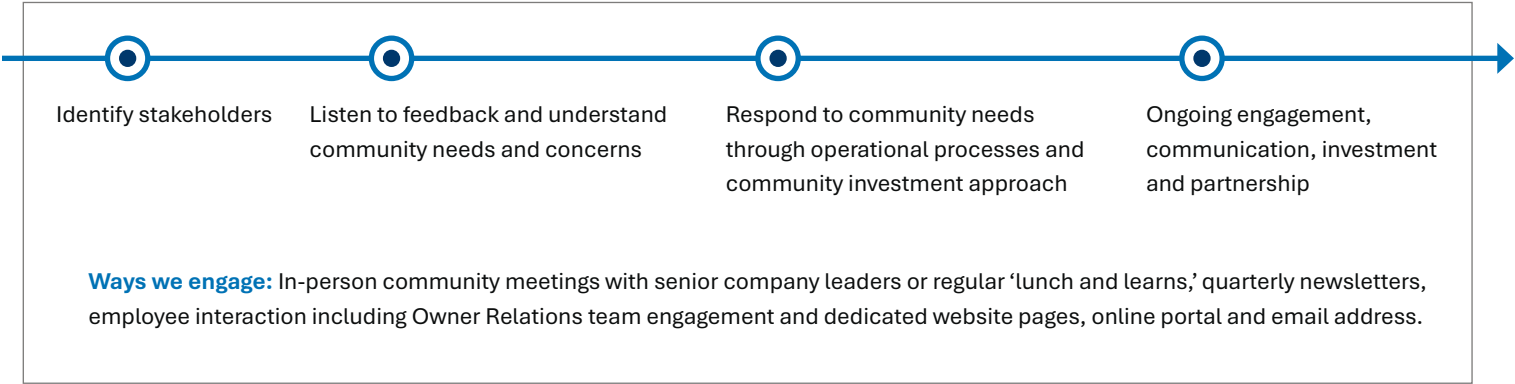 Identify stakeholders
Listen to feedback and understand
community needs and concerns
Respond to community needs
through operational processes and
community investment approach
Ongoing engagement,
communication, investment
and partnership
Ways we engage: In-person community meetings with senior company leaders or regular ‘lunch and learns,’ quarterly newsletters,
employee interaction including Owner Relations team engagement and dedicated website pages, online portal and email address.